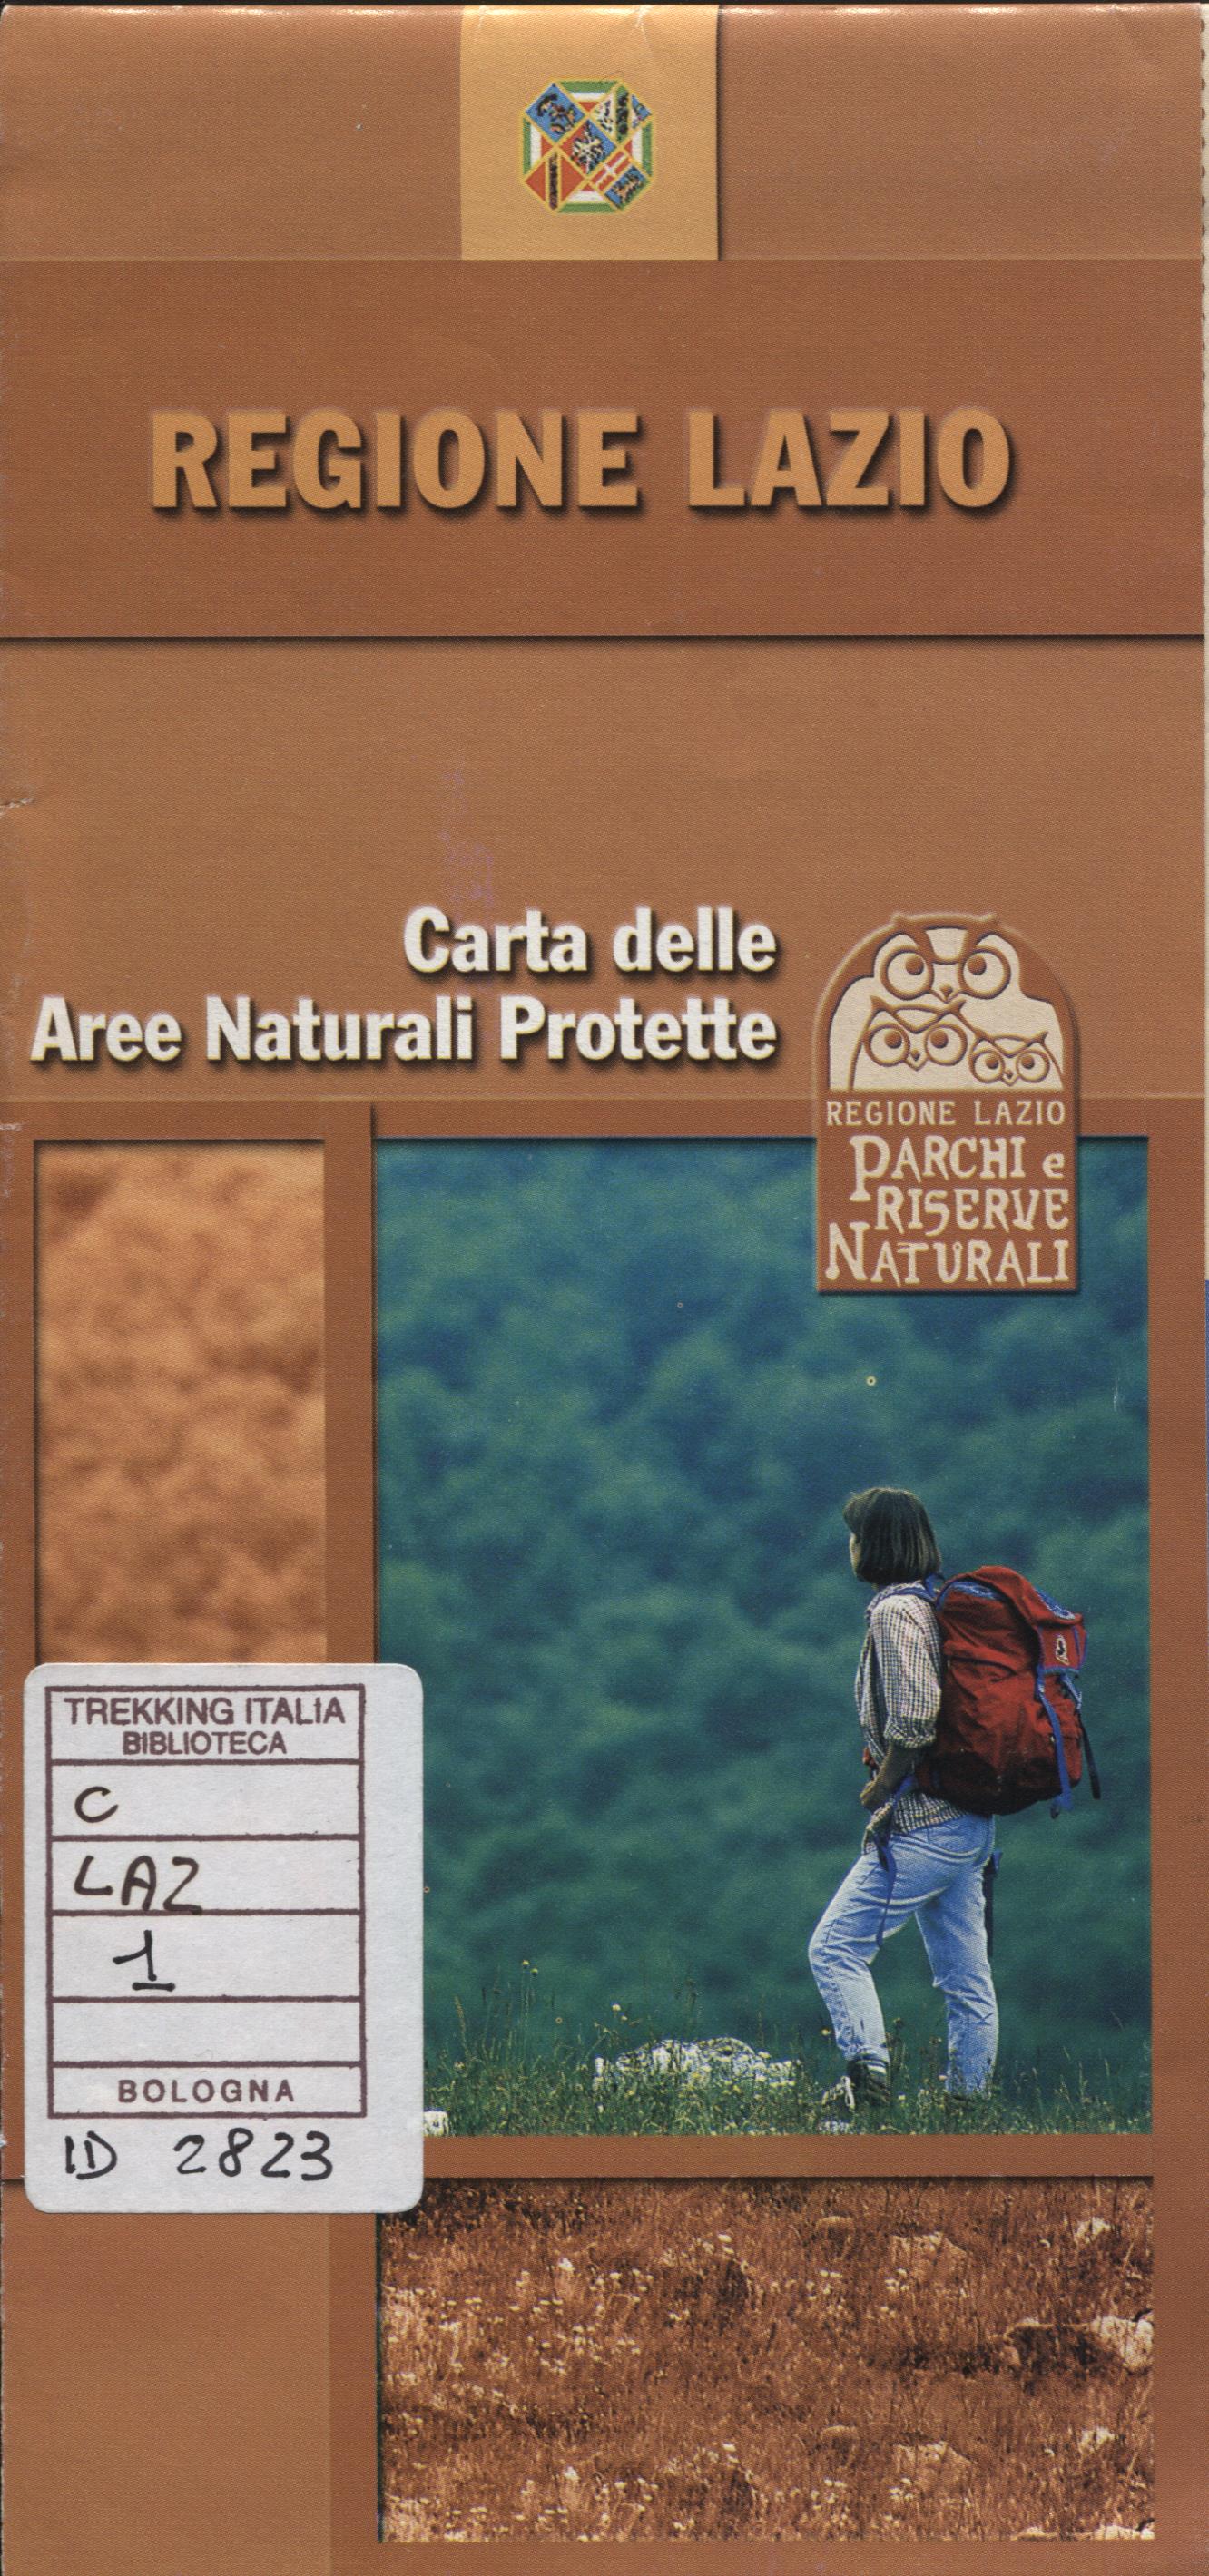 REGIONE LAZIO
Carta delle
Aree Naturali Protette
REGIONE LAZIO
PARCHI e
RISERVE
NATURALI
TREKKING ITALIA
BIBLIOTECA
C
LAZ
1
BOLOGNA
ID 2823